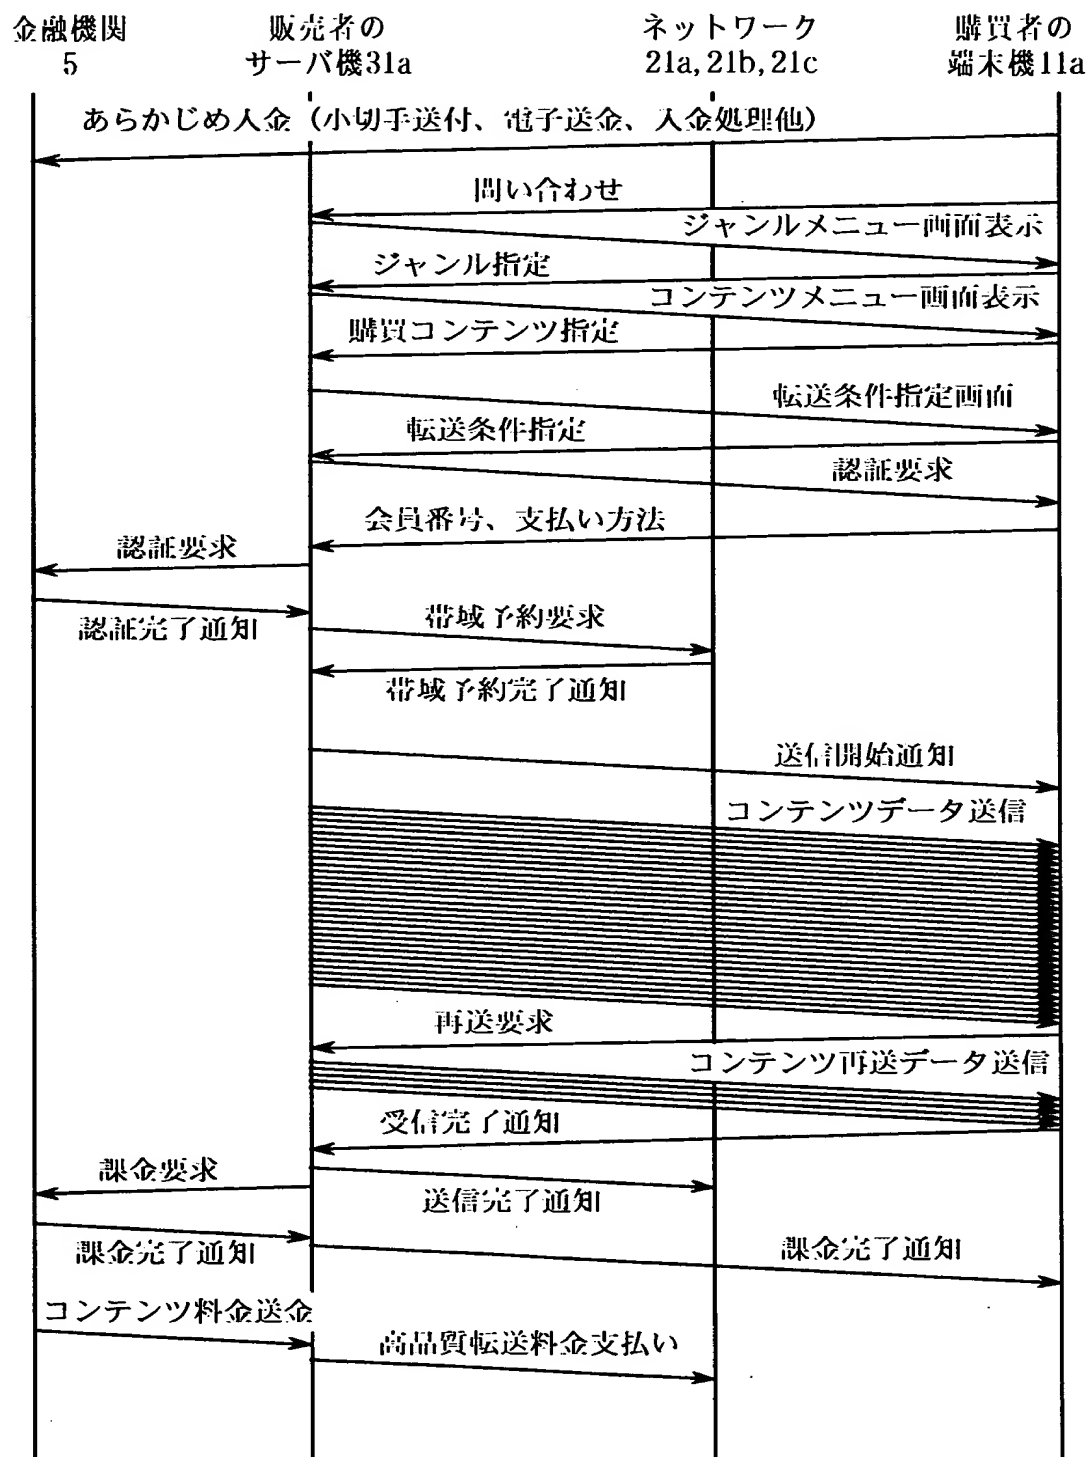 金融機関
5
販売者の
サーバ機31a
ネットワーク
21a, 21b, 21c
購買者の
端末機11a
あらかじめ入金（小切手送付、電子送金、入金処理他）
問い合わせ
ジャンルメニュー画面表示
ジャンル指定
コンテンツメニュー画面表示
購買コンテンツ指定
転送条件指定画面
転送条件指定
認証要求
会員番号、支払い方法
認証要求
認証完了通知
帯域予約要求
帯域予約完了通知
送信開始通知
コンテンツデータ送信
再送要求
コンテンツ再送データ送信
受信完了通知
課金要求
送信完了通知
課金完了通知
課金完了通知
コンテンツ料金送金
高品質転送料金支払い